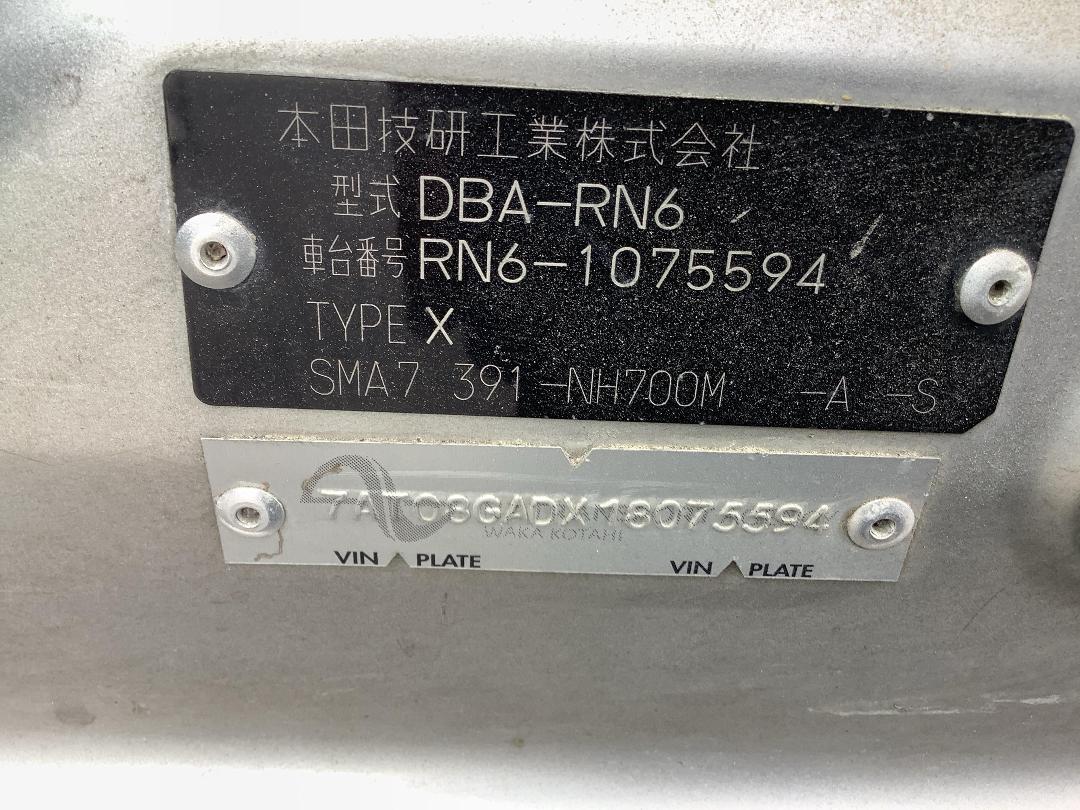 本田技研工業株式会社
型式 DBA-RN6
車台番号 RN6-1075594
TYPE X
SMA7 391-NH700M -A -S
7AT08GADX18075594
WAKA KOTAHI
VIN PLATE VIN PLATE